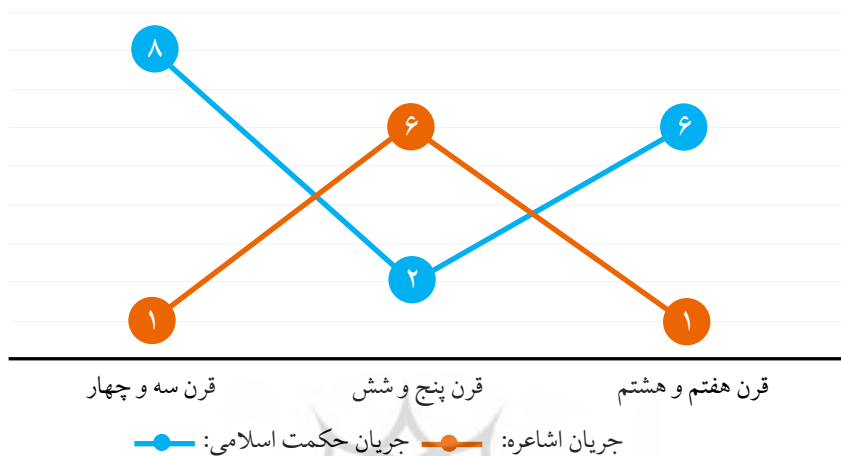 ۸
۶ ۶
۲
۱ ۱
قرن سه و چهار قرن پنج و شش قرن هفتم و هشتم
جریان اشاعره: جریان حکمت اسلامی: